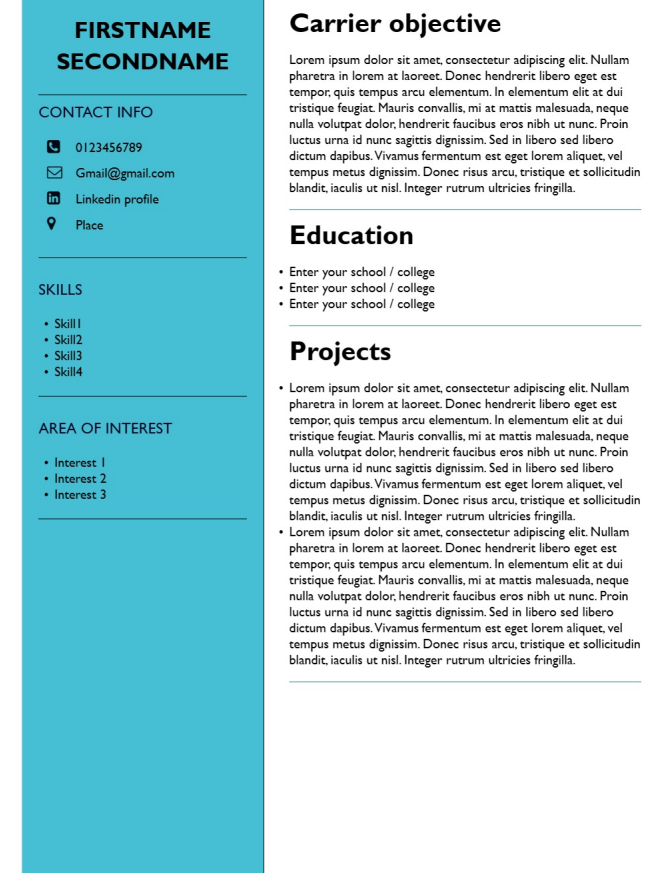 FIRSTNAME
SECONDNAME
CONTACT INFO
0123456789
Gmail@gmail.com
Linkedin profile
Place
SKILLS
• Skill1
• Skill2
• Skill3
• Skill4
AREA OF INTEREST
• Interest 1
• Interest 2
• Interest 3
Carrier objective
Lorem ipsum dolor sit amet, consectetur adipiscing elit. Nullam
pharetra in lorem at laoreet. Donec hendrerit libero eget est
tempor, quis tempus arcu elementum. In elementum elit at dui
tristique feugiat. Mauris convallis, mi at mattis malesuada, neque
nulla volutpat dolor, hendrerit faucibus eros nibh ut nunc. Proin
luctus urna id nunc sagittis dignissim. Sed in libero sed libero
dictum dapibus. Vivamus fermentum est eget lorem aliquet, vel
tempus metus dignissim. Donec risus arcu, tristique et sollicitudin
blandit, iaculis ut nisl. Integer rutrum ultricies fringilla.
Education
• Enter your school / college
• Enter your school / college
• Enter your school / college
Projects
• Lorem ipsum dolor sit amet, consectetur adipiscing elit. Nullam
pharetra in lorem at laoreet. Donec hendrerit libero eget est
tempor, quis tempus arcu elementum. In elementum elit at dui
tristique feugiat. Mauris convallis, mi at mattis malesuada, neque
nulla volutpat dolor, hendrerit faucibus eros nibh ut nunc. Proin
luctus urna id nunc sagittis dignissim. Sed in libero sed libero
dictum dapibus. Vivamus fermentum est eget lorem aliquet, vel
tempus metus dignissim. Donec risus arcu, tristique et sollicitudin
blandit, iaculis ut nisl. Integer rutrum ultricies fringilla.
• Lorem ipsum dolor sit amet, consectetur adipiscing elit. Nullam
pharetra in lorem at laoreet. Donec hendrerit libero eget est
tempor, quis tempus arcu elementum. In elementum elit at dui
tristique feugiat. Mauris convallis, mi at mattis malesuada, neque
nulla volutpat dolor, hendrerit faucibus eros nibh ut nunc. Proin
luctus urna id nunc sagittis dignissim. Sed in libero sed libero
dictum dapibus. Vivamus fermentum est eget lorem aliquet, vel
tempus metus dignissim. Donec risus arcu, tristique et sollicitudin
blandit, iaculis ut nisl. Integer rutrum ultricies fringilla.